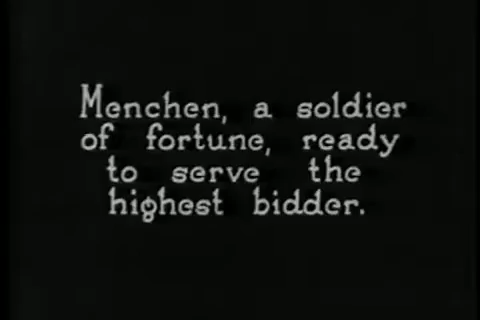 Menchen, a soldier
of fortune, ready
to serve the
highest bidder.